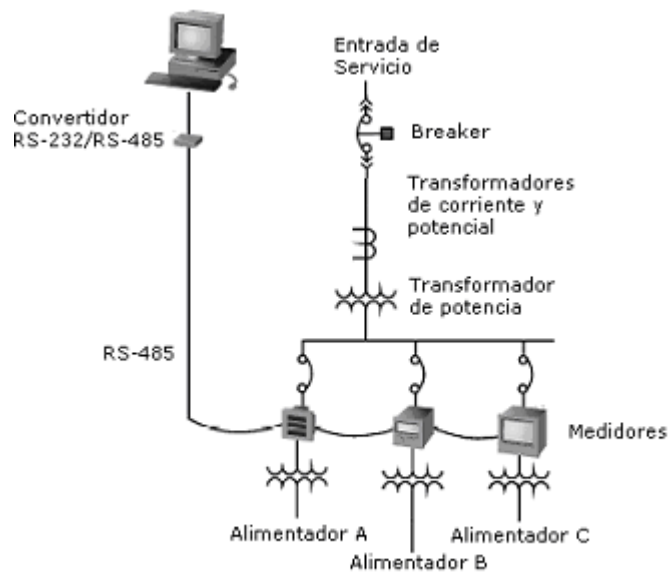 Entrada de
Servicio
Convertidor
RS-232/RS-485
Breaker
Transformadores
de corriente y
potencial
Transformador
de potencia
RS-485
Medidores
Alimentador A
Alimentador B
Alimentador C